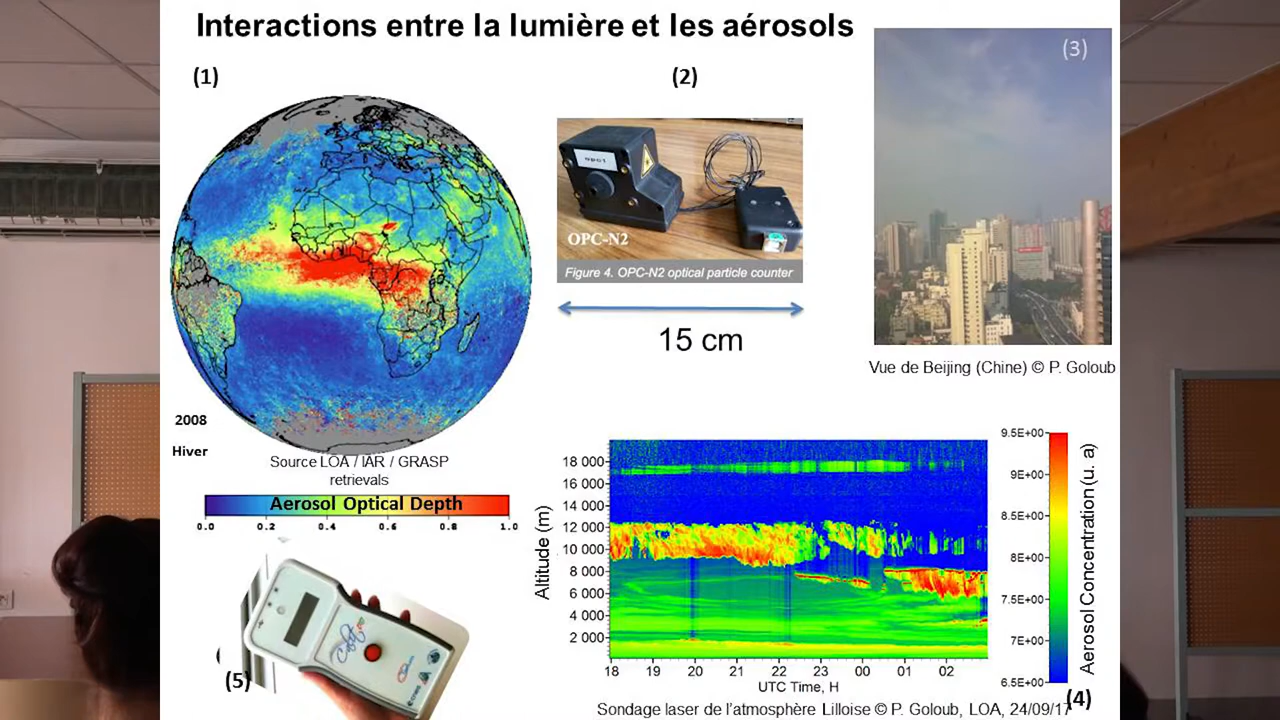 Interactions entre la lumière et les aérosols
(1)
(2)
(3)
opc1
OPC-N2
Figure 4. OPC-N2 optical particle counter
15 cm
Vue de Beijing (Chine) © P. Goloub
2008
Hiver
Source LOA / IAR / GRASP
retrievals
Aerosol Optical Depth
0.0 0.2 0.4 0.6 0.8 1.0
Altitude (m)
18 000
16 000
14 000
12 000
10 000
8 000
6 000
4 000
2 000
18 19 20 21 22 23 00 01 02
UTC Time, H
9.5E+00
9E+00
8.5E+00
8E+00
7.5E+00
7E+00
6.5E+00
Aerosol Concentration (u. a)
(4)
Sondage laser de l'atmosphère Lilloise © P. Goloub, LOA, 24/09/17
(5)